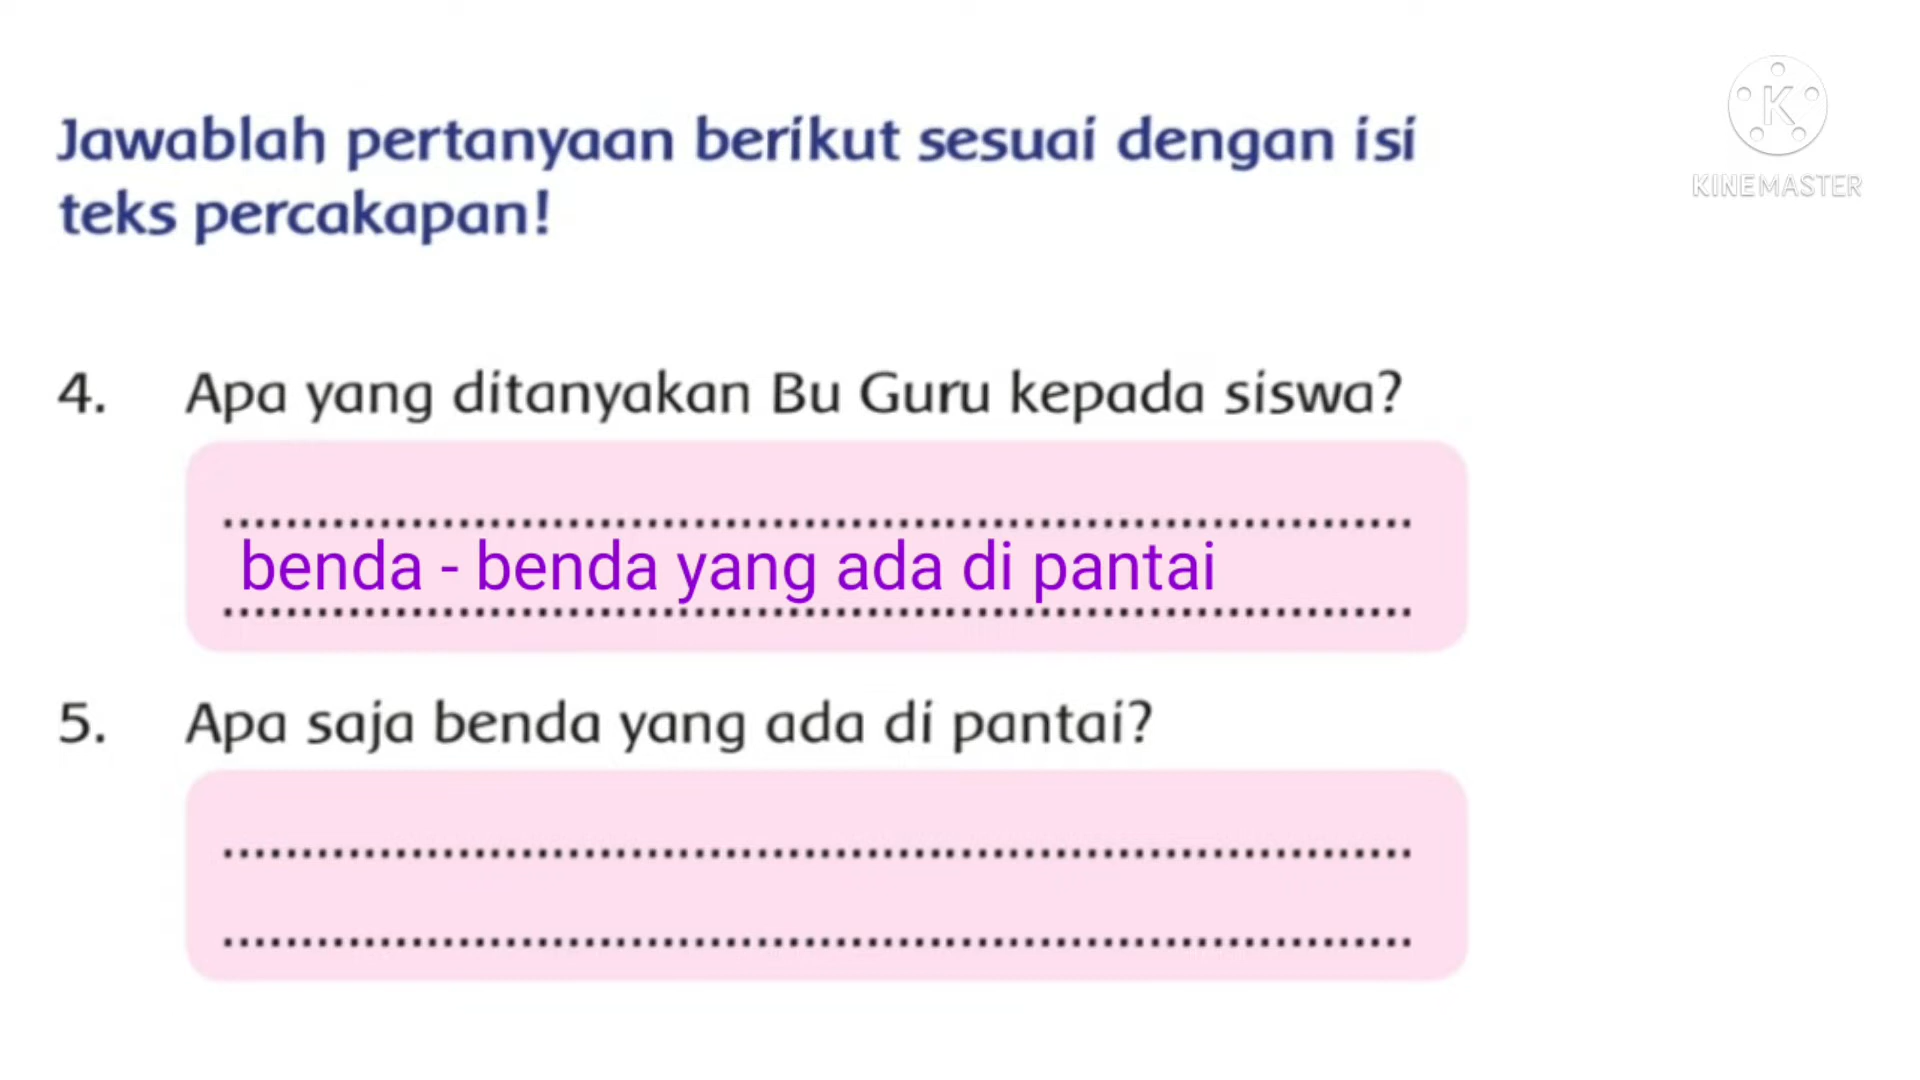 Jawablah pertanyaan berikut sesuai dengan isi
teks percakapan!
K
KINEMASTER
4. Apa yang ditanyakan Bu Guru kepada siswa?
benda - benda yang ada di pantai
5. Apa saja benda yang ada di pantai?